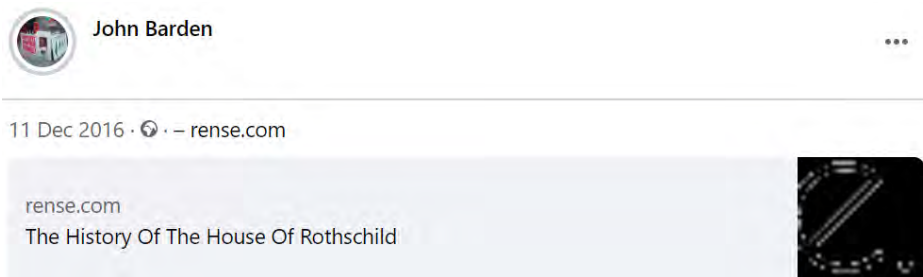 John Barden
11 Dec 2016 · · – rense.com
rense.com
The History Of The House Of Rothschild